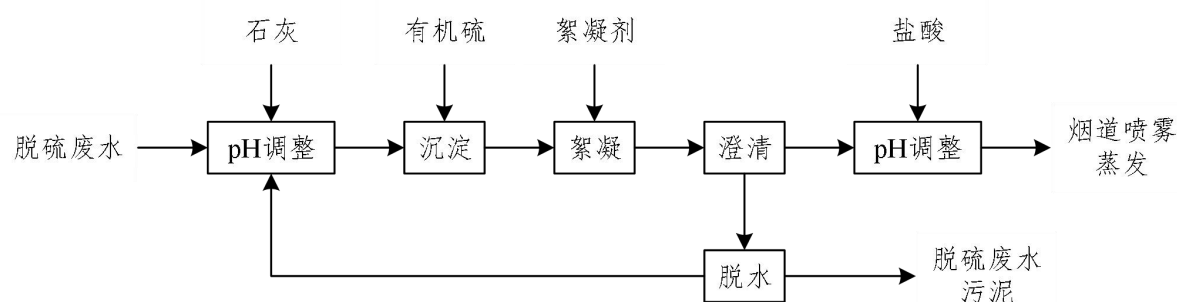 石灰
有机硫
絮凝剂
盐酸
脱硫废水
pH调整
沉淀
絮凝
澄清
pH调整
烟道喷雾
蒸发
脱水
脱硫废水
污泥